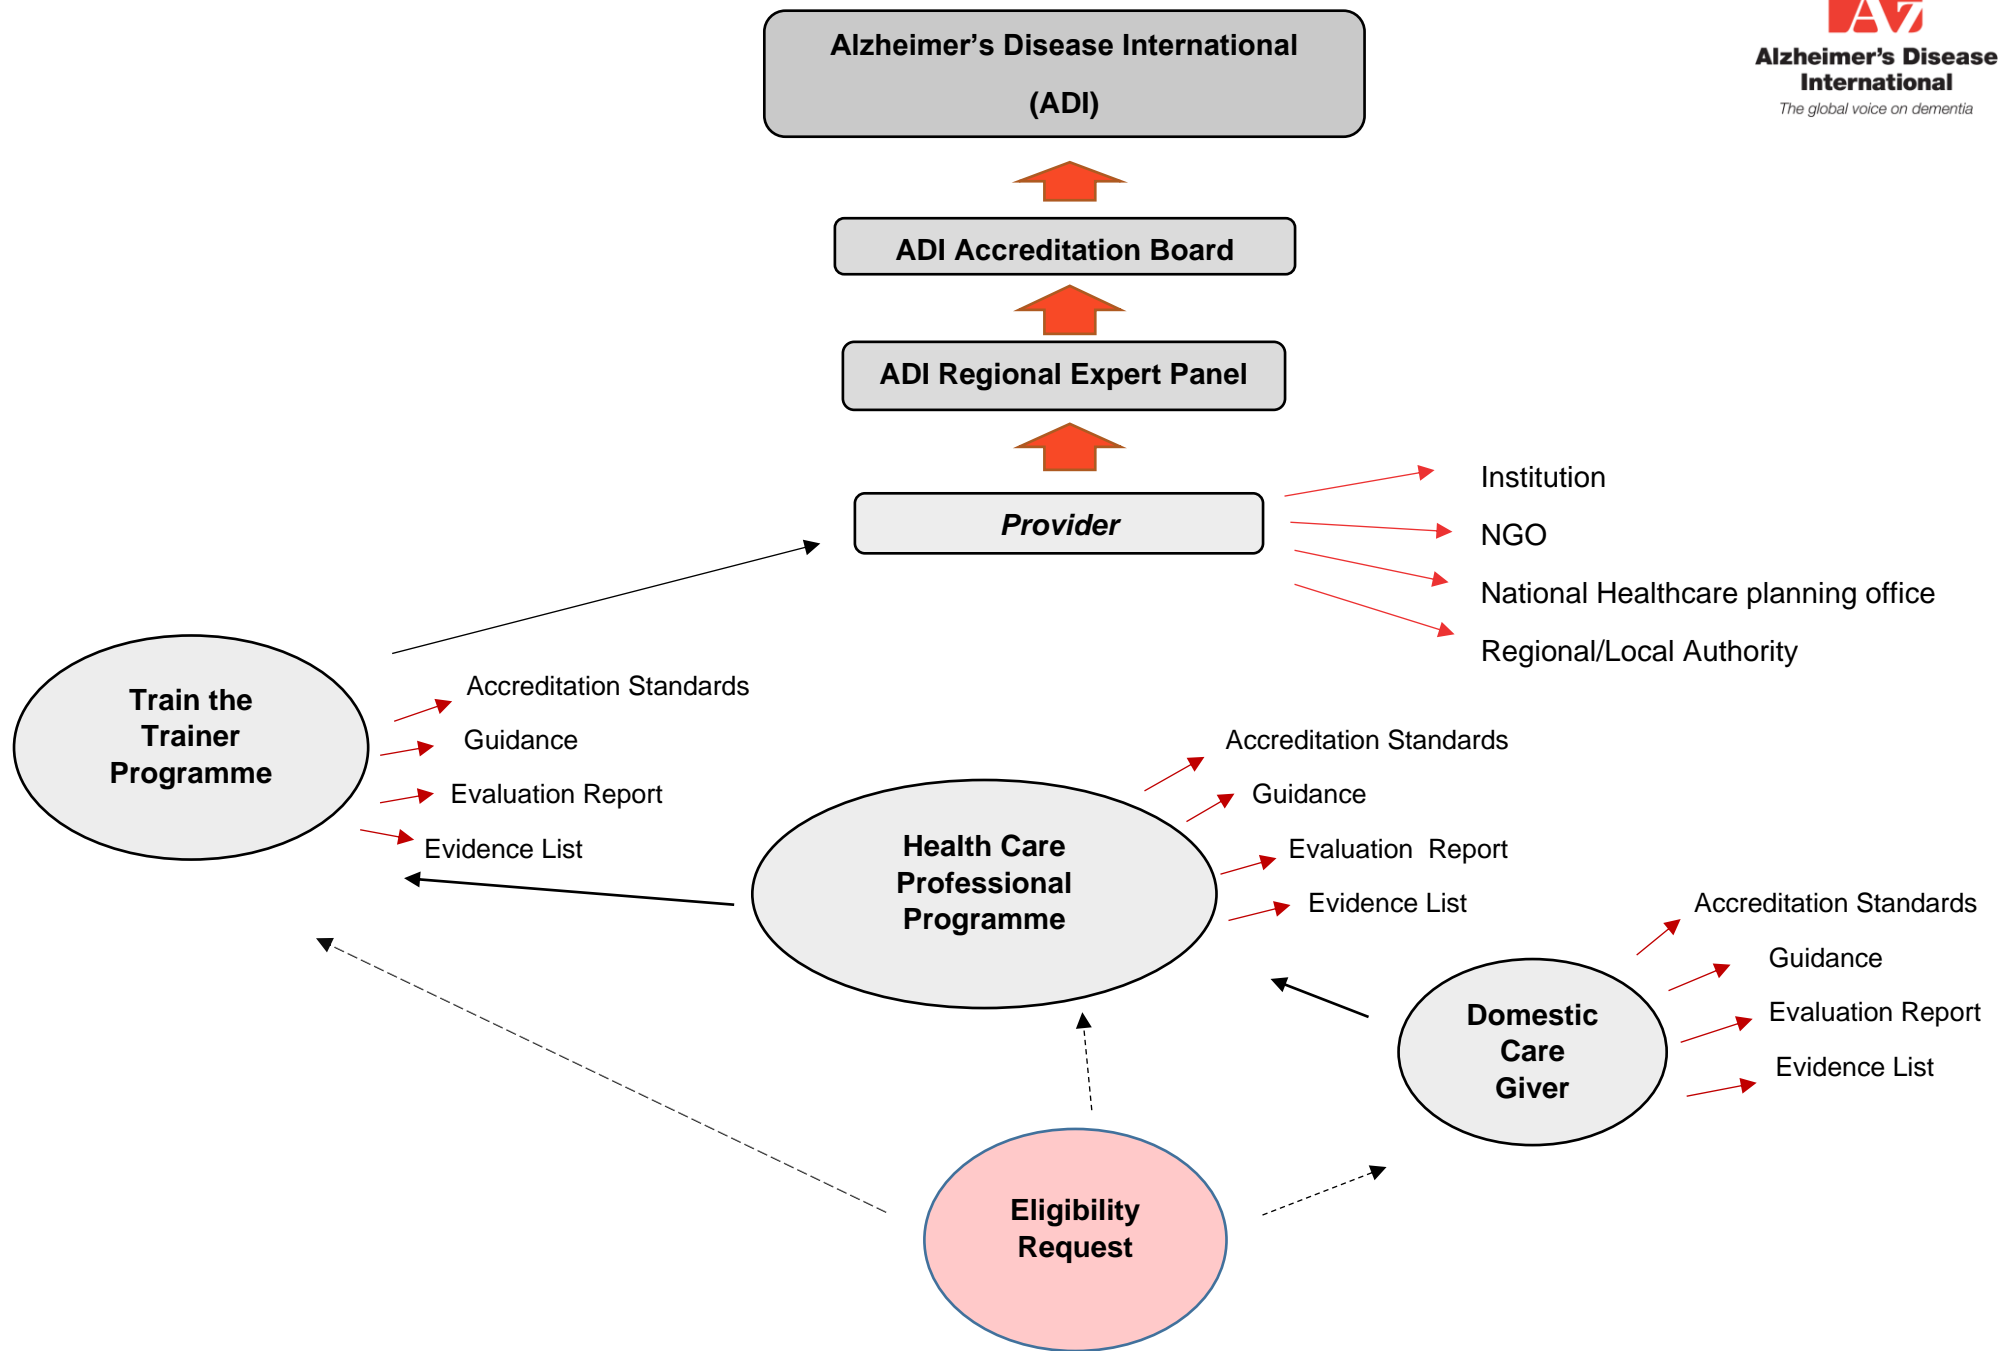 Az
Alzheimer's Disease
International
The global voice on dementia
Alzheimer’s Disease International
(ADI)
ADI Accreditation Board
ADI Regional Expert Panel
Provider
Institution
NGO
National Healthcare planning office
Regional/Local Authority
Train the
Trainer
Programme
Accreditation Standards
Guidance
Evaluation Report
Evidence List
Health Care
Professional
Programme
Accreditation Standards
Guidance
Evaluation  Report
Evidence List
Domestic
Care
Giver
Accreditation Standards
Guidance
Evaluation Report
Evidence List
Eligibility
Request